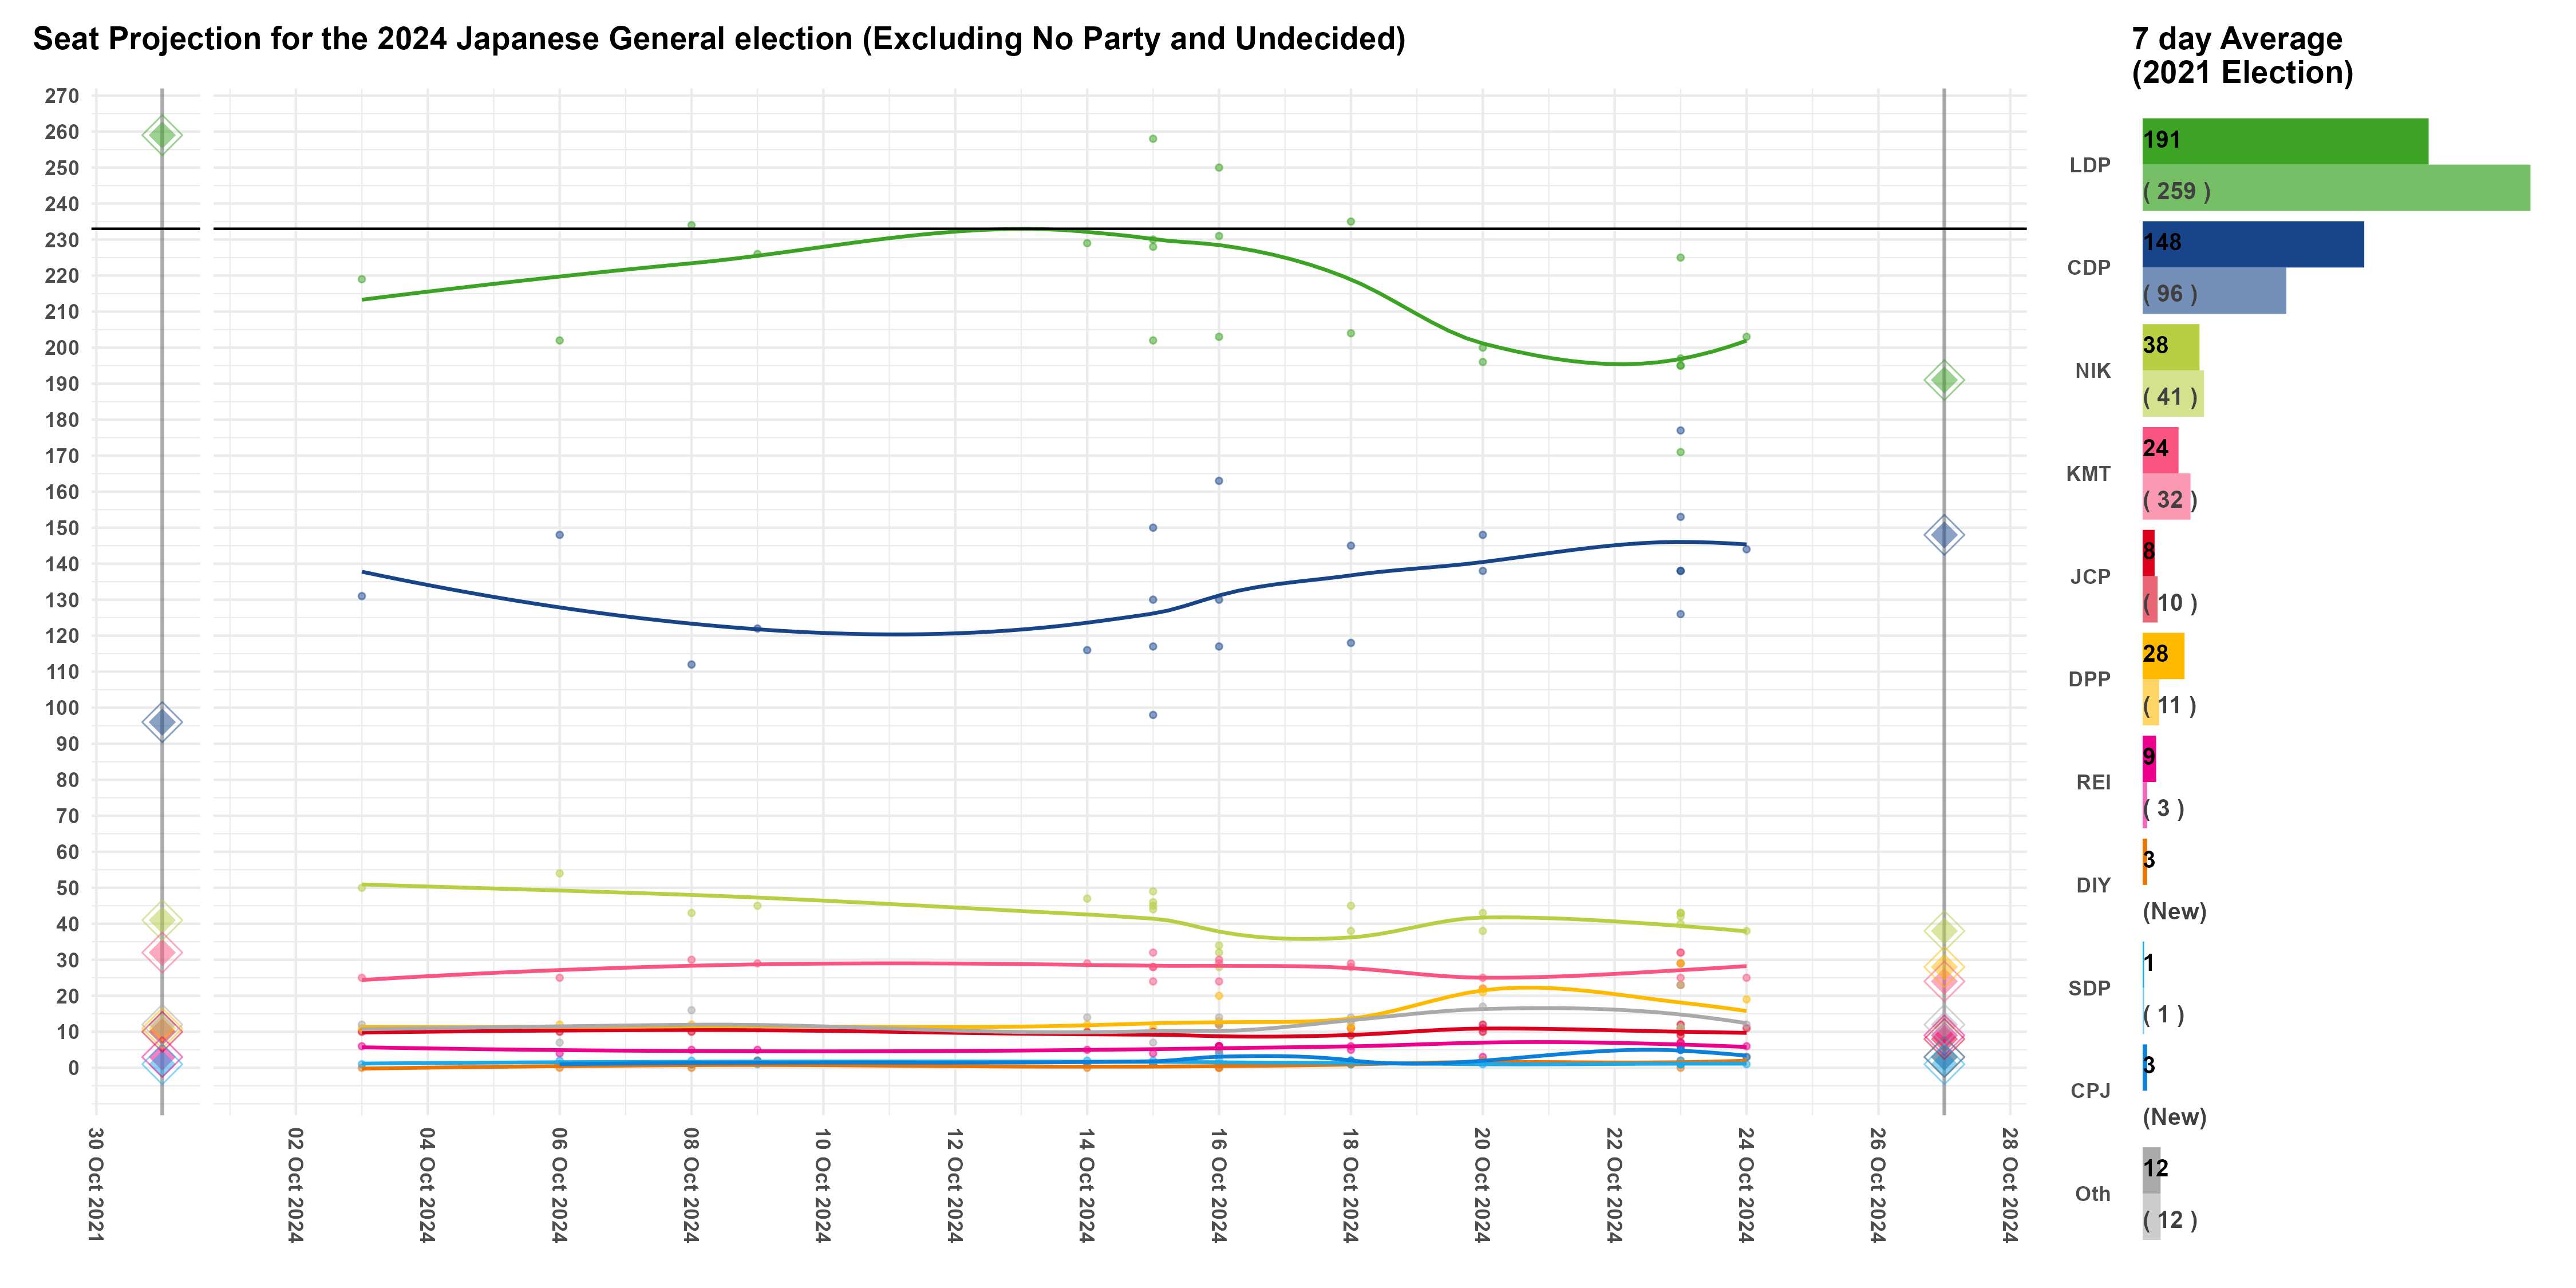 Seat Projection for the 2024 Japanese General election (Excluding No Party and Undecided)
270
260
250
240
230
220
210
200
190
180
170
160
150
140
130
120
110
100
90
80
70
60
50
40
30
20
10
0
30 Oct 2021
02 Oct 2024
04 Oct 2024
06 Oct 2024
08 Oct 2024
10 Oct 2024
12 Oct 2024
14 Oct 2024
16 Oct 2024
18 Oct 2024
20 Oct 2024
22 Oct 2024
24 Oct 2024
26 Oct 2024
28 Oct 2024
7 day Average
(2021 Election)
LDP
191
( 259 )
CDP
148
( 96 )
NIK
38
( 41 )
KMT
24
( 32 )
JCP
8
( 10 )
DPP
28
( 11 )
REI
9
( 3 )
DIY
3
(New)
SDP
1
( 1 )
CPJ
3
(New)
Oth
12
( 12 )